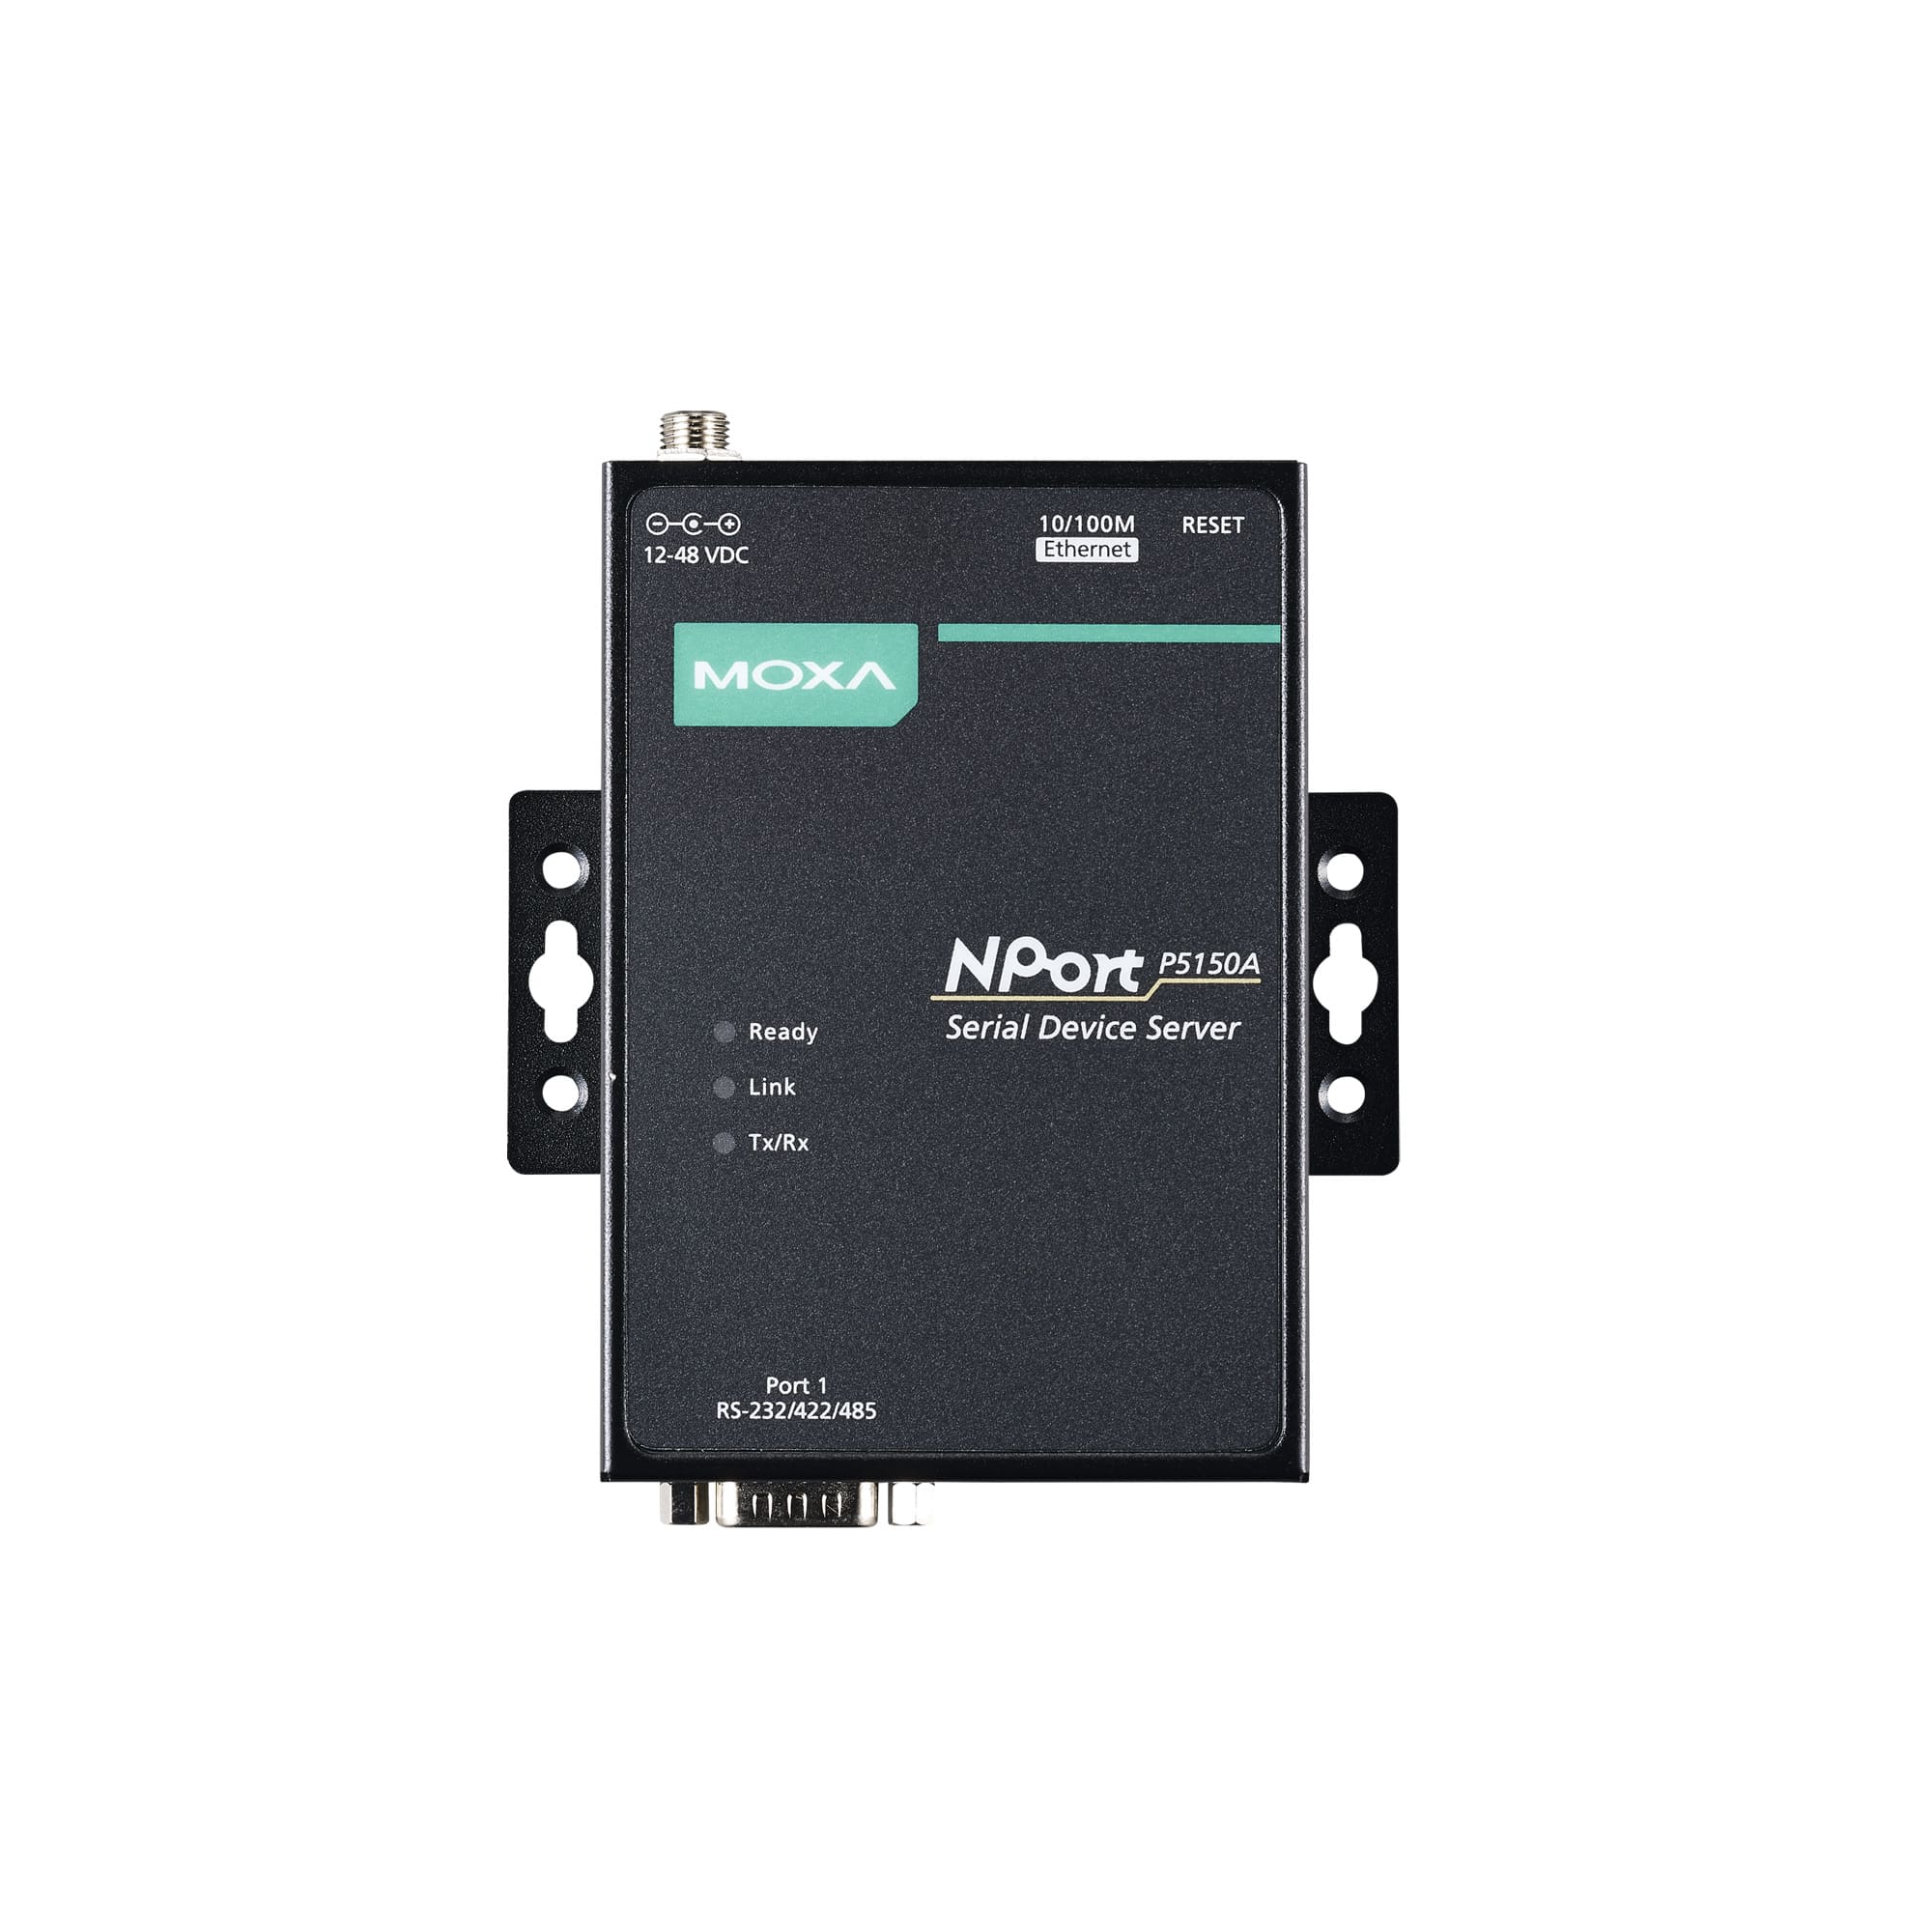 10/100M RESET
12-48 VDC Ethernet
MOXA
NPort P5150A
Serial Device Server
Ready
Link
Tx/Rx
Port 1
RS-232/422/485